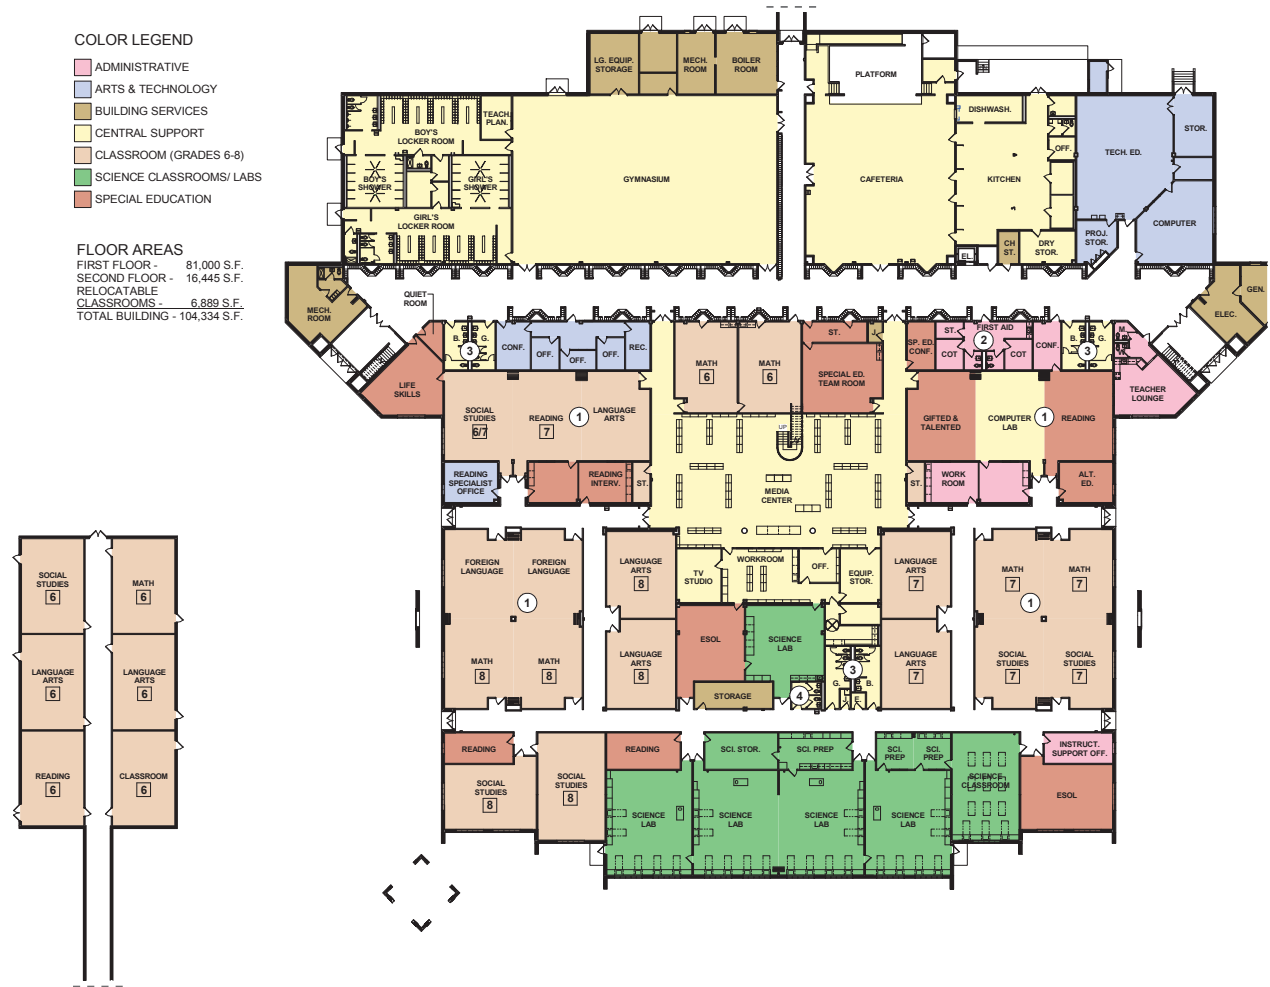 COLOR LEGEND
ADMINISTRATIVE
ARTS & TECHNOLOGY
BUILDING SERVICES
CENTRAL SUPPORT
CLASSROOM (GRADES 6-8)
SCIENCE CLASSROOMS/ LABS
SPECIAL EDUCATION
FLOOR AREAS
FIRST FLOOR - 81,000 S.F.
SECOND FLOOR - 16,445 S.F.
RELOCATABLE
CLASSROOMS - 6,889 S.F.
TOTAL BUILDING - 104,334 S.F.
LG. EQUIP.
STORAGE
MECH.
ROOM
BOILER
ROOM
PLATFORM
TEACH.
PLAN.
BOY'S
LOCKER ROOM
BOY'S
SHOWER
GIRL'S
SHOWER
GIRL'S
LOCKER ROOM
GYMNASIUM
CAFETERIA
DISHWASH.
KITCHEN
OFF.
CH
ST.
DRY
STOR.
EL.
TECH. ED.
STOR.
COMPUTER
PROJ.
STOR.
MECH.
ROOM
QUIET
ROOM
LIFE
SKILLS
B.
G.
3
CONF.
OFF.
OFF.
OFF.
REC.
MATH
6
MATH
6
ST.
J.
SPECIAL ED.
TEAM ROOM
SP. ED.
CONF.
ST.
FIRST AID
2
COT
COT
CONF.
B.
G.
3
M.
W.
TEACHER
LOUNGE
ELEC.
GEN.
SOCIAL
STUDIES
6/7
READING
7
1
LANGUAGE
ARTS
READING
SPECIALIST
OFFICE
READING
INTERV.
ST.
UP
MEDIA
CENTER
GIFTED &
TALENTED
COMPUTER
LAB
1
READING
ST.
WORK
ROOM
ALT.
ED.
FOREIGN
LANGUAGE
FOREIGN
LANGUAGE
1
MATH
8
MATH
8
LANGUAGE
ARTS
8
LANGUAGE
ARTS
8
TV
STUDIO
WORKROOM
OFF.
EQUIP.
STOR.
ESOL
SCIENCE
LAB
STORAGE
4
G.
3
B.
E.
LANGUAGE
ARTS
7
LANGUAGE
ARTS
7
MATH
7
MATH
7
1
SOCIAL
STUDIES
7
SOCIAL
STUDIES
7
SOCIAL
STUDIES
6
MATH
6
LANGUAGE
ARTS
6
LANGUAGE
ARTS
6
READING
6
CLASSROOM
6
READING
SOCIAL
STUDIES
8
SOCIAL
STUDIES
8
READING
SCI. STOR.
SCI. PREP
SCI.
PREP
SCI.
PREP
SCIENCE
CLASSROOM
INSTRUCT.
SUPPORT OFF.
ESOL
SCIENCE
LAB
SCIENCE
LAB
SCIENCE
LAB
SCIENCE
LAB